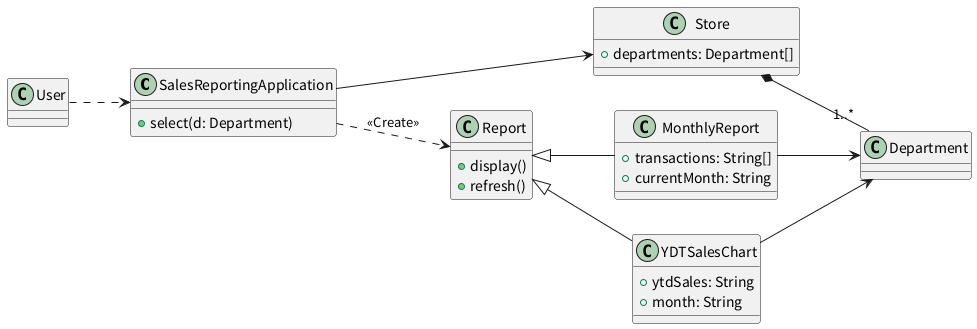 C User
C SalesReportingApplication
select(d: Department)
C Store
departments: Department[]
«Create»
C Report
display()
refresh()
C MonthlyReport
transactions: String[]
currentMonth: String
1..*
C Department
C YDTSalesChart
ytdSales: String
month: String